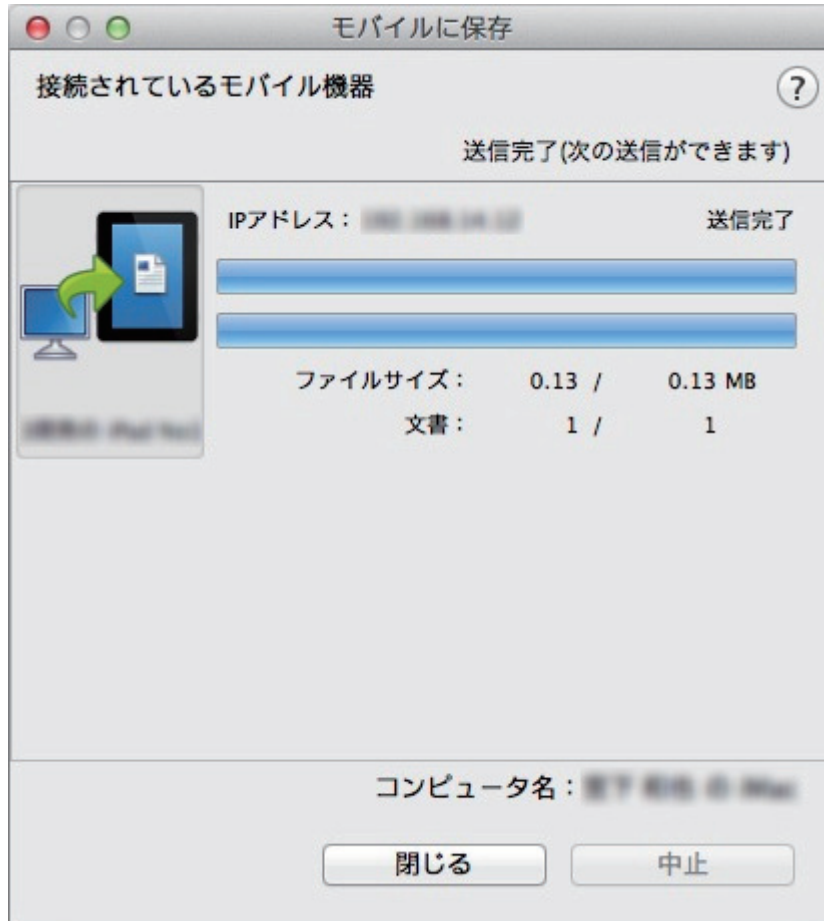 モバイルに保存
接続されているモバイル機器
?
送信完了(次の送信ができます)
IPアドレス： 送信完了
ファイルサイズ： 0.13 / 0.13 MB
文書： 1 / 1
コンピュータ名：
閉じる 中止